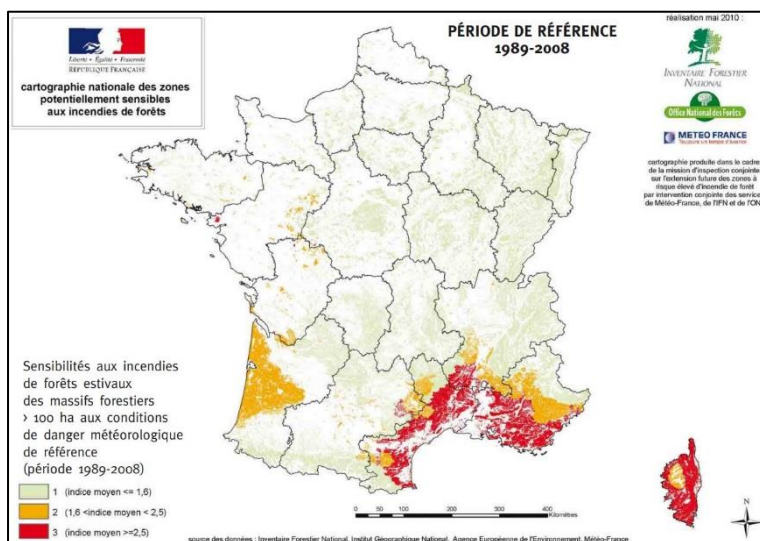 Liberté • Égalité • Fraternité
RÉPUBLIQUE FRANÇAISE
cartographie nationale des zones
potentiellement sensibles
aux incendies de forêts
PÉRIODE DE RÉFÉRENCE
1989-2008
réalisation mai 2010 :
INVENTAIRE FORESTIER
NATIONAL
Office National des Forêts
METEO FRANCE
Toujours un temps d'avance
cartographie produite dans le cadre
de la mission d'inspection conjointe
sur l'extension future des zones à
risque élevé d'incendie de forêt
par intervention conjointe des service
de Météo-France, de l'IFN et de l'ON
Sensibilités aux incendies
de forêts estivaux
des massifs forestiers
> 100 ha aux conditions
de danger météorologique
de référence
(période 1989-2008)
1 (indice moyen <= 1,6)
2 (1,6 <indice moyen < 2,5)
3 (indice moyen >=2,5)
0 50 100 200 300 400
Kilomètres
N
source des données : Inventaire Forestier National, Institut Géographique National, Agence Européenne de l'Environnement, Météo-France